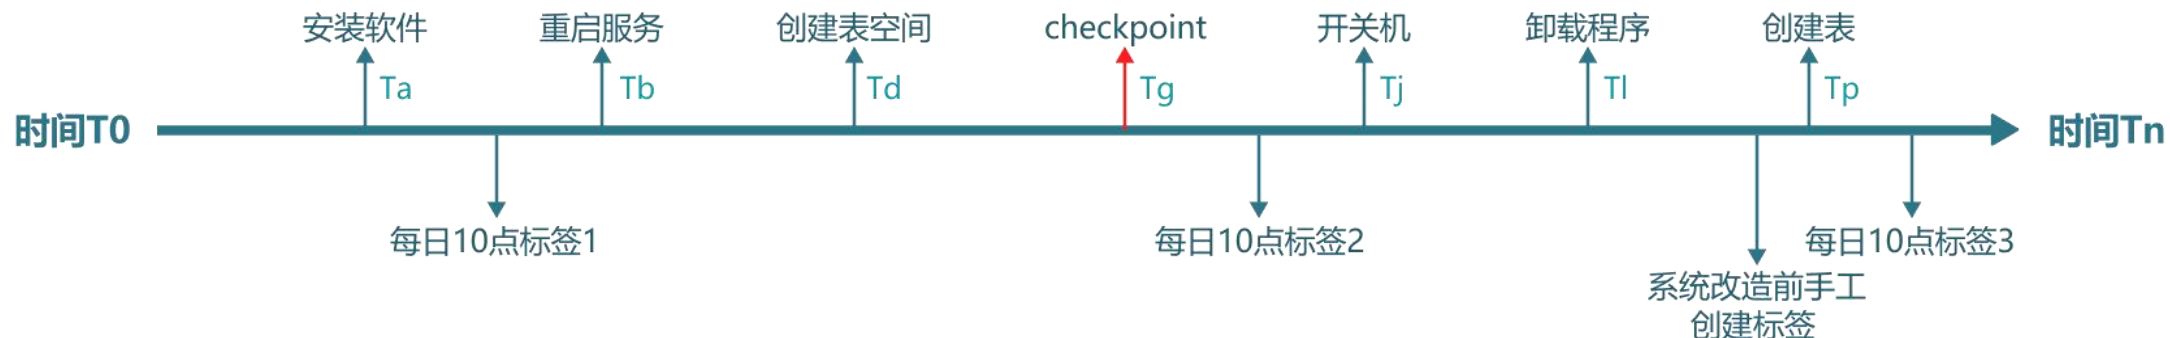 安装软件
重启服务
创建表空间
checkpoint
开关机
卸载程序
创建表
Ta
Tb
Td
Tg
Tj
Tl
Tp
时间T0
时间Tn
每日10点标签1
每日10点标签2
每日10点标签3
系统改造前手工
创建标签